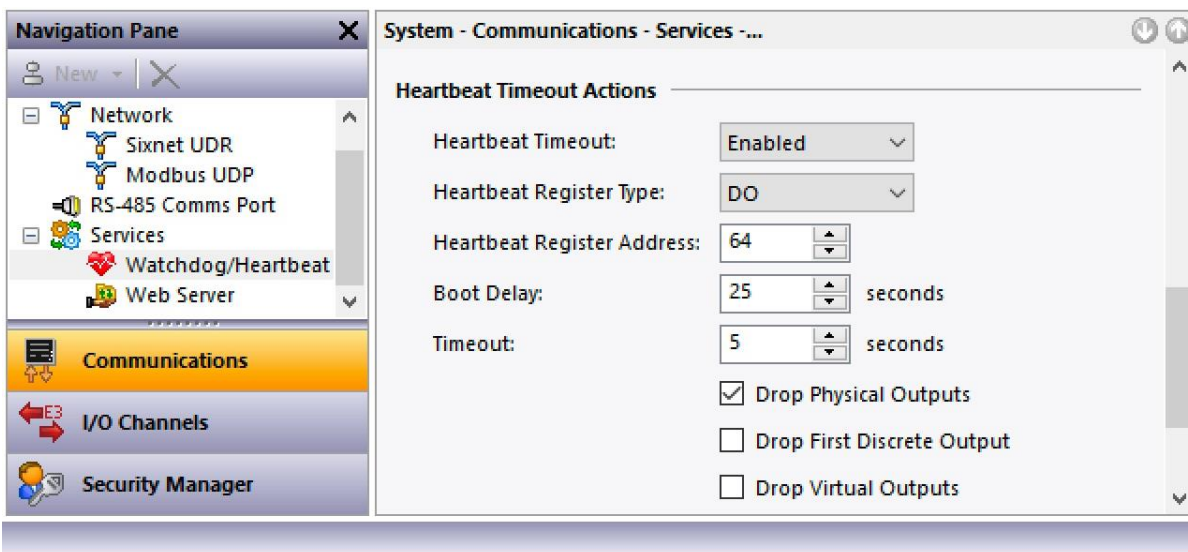 Navigation Pane
New
Network
Sixnet UDR
Modbus UDP
RS-485 Comms Port
Services
Watchdog/Heartbeat
Web Server
Communications
E3
I/O Channels
Security Manager
System - Communications - Services -...
Heartbeat Timeout Actions
Heartbeat Timeout: Enabled
Heartbeat Register Type: DO
Heartbeat Register Address: 64
Boot Delay: 25 seconds
Timeout: 5 seconds
Drop Physical Outputs
Drop First Discrete Output
Drop Virtual Outputs